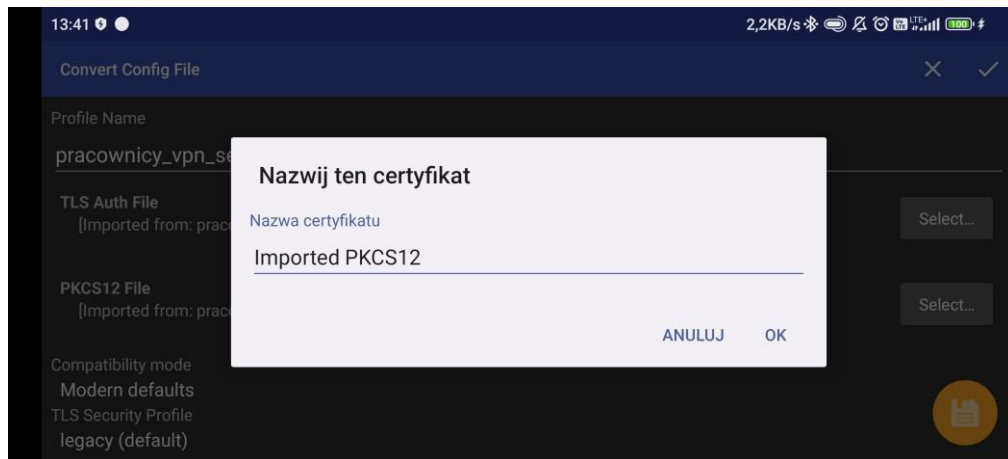 13:41
2,2KB/s LTE+ 100
Convert Config File
Profile Name
pracownicy_vpn_se
TLS Auth File
[Imported from: prac
Select...
PKCS12 File
[Imported from: prac
Select...
Compatibility mode
Modern defaults
TLS Security Profile
legacy (default)
Nazwij ten certyfikat
Nazwa certyfikatu
Imported PKCS12
ANULUJ OK